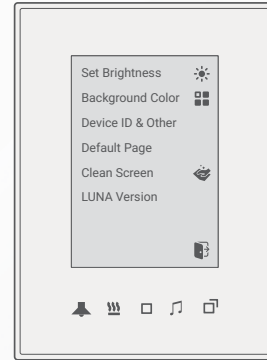 Set Brightness
Background Color
Device ID & Other
Default Page
Clean Screen
LUNA Version